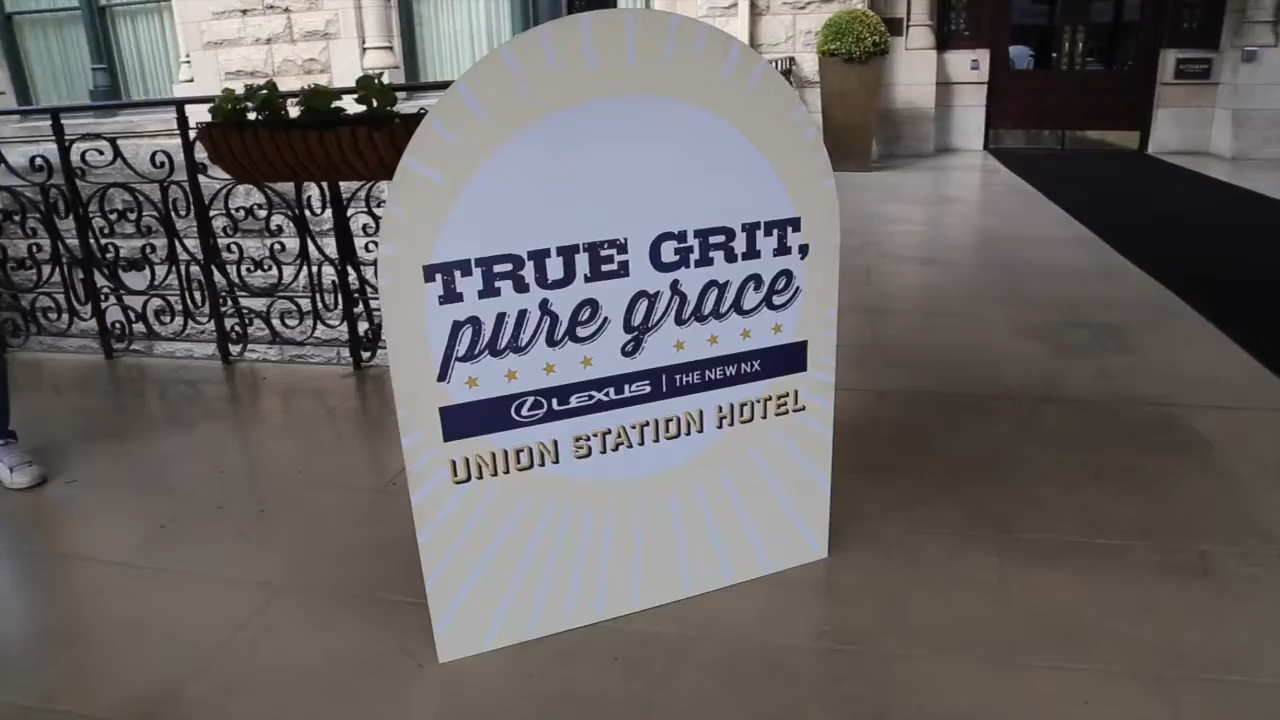 TRUE GRIT,
pure grace
LEXUS | THE NEW NX
UNION STATION HOTEL